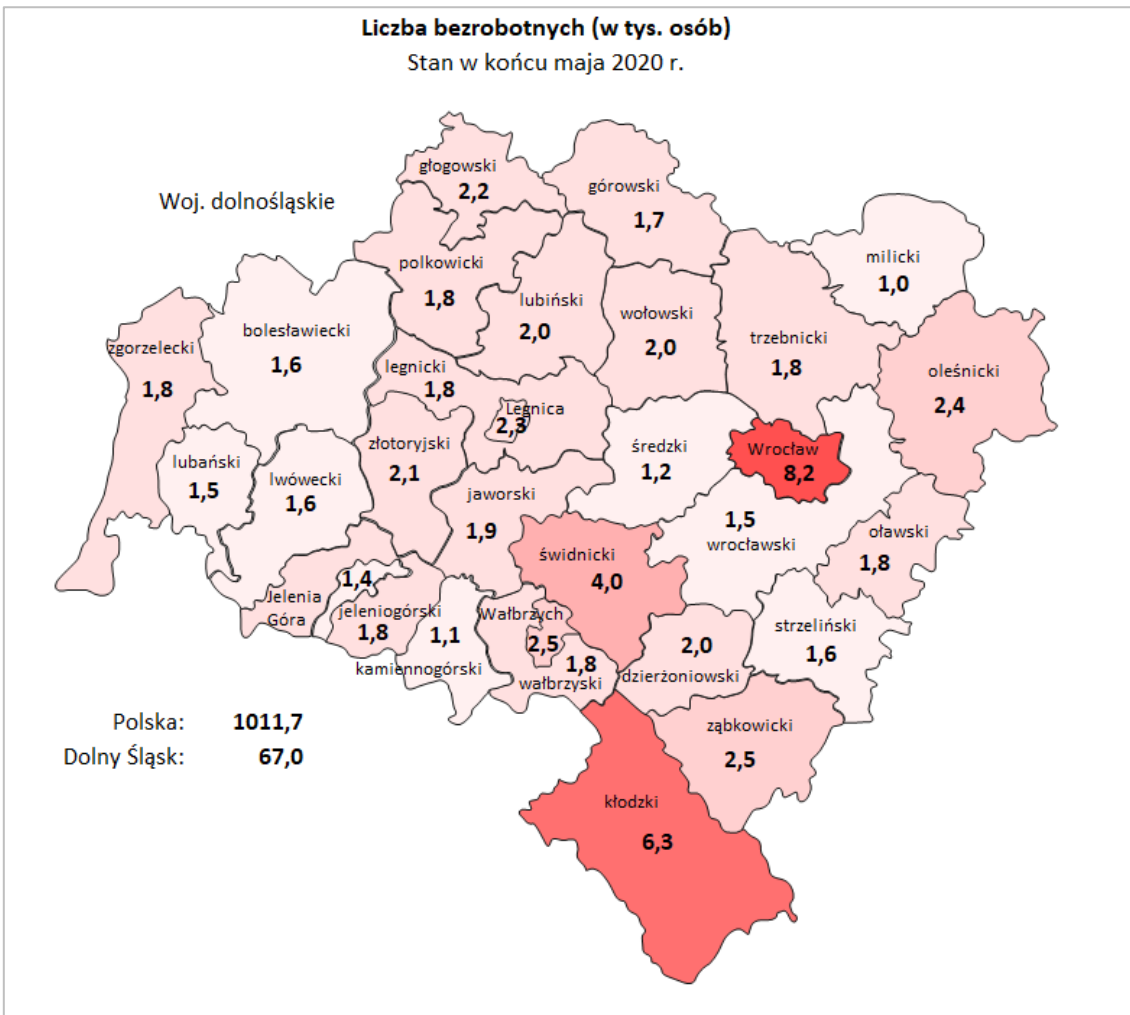 Liczba bezrobotnych (w tys. osób)
Stan w końcu maja 2020 r.
Woj. dolnośląskie
głogowski
2,2
górowski
1,7
milicki
1,0
polkowicki
1,8
lubiński
2,0
wołowski
2,0
trzebnicki
1,8
bolesławiecki
1,6
zgorzelecki
1,8
legnicki
1,8
oleśnicki
2,4
Legnica
2,3
złotoryjski
2,1
średzki
1,2
Wrocław
8,2
lubański
1,5
lwówecki
1,6
jaworski
1,9
1,5
wrocławski
oławski
1,8
świdnicki
4,0
1,4
Jelenia
Góra
jeleniogórski
1,8
1,1
kamiennogórski
Wałbrzych
2,5
1,8
wałbrzyski
2,0
dzierżoniowski
strzeliński
1,6
ząbkowicki
2,5
kłodzki
6,3
Polska: 1011,7
Dolny Śląsk: 67,0